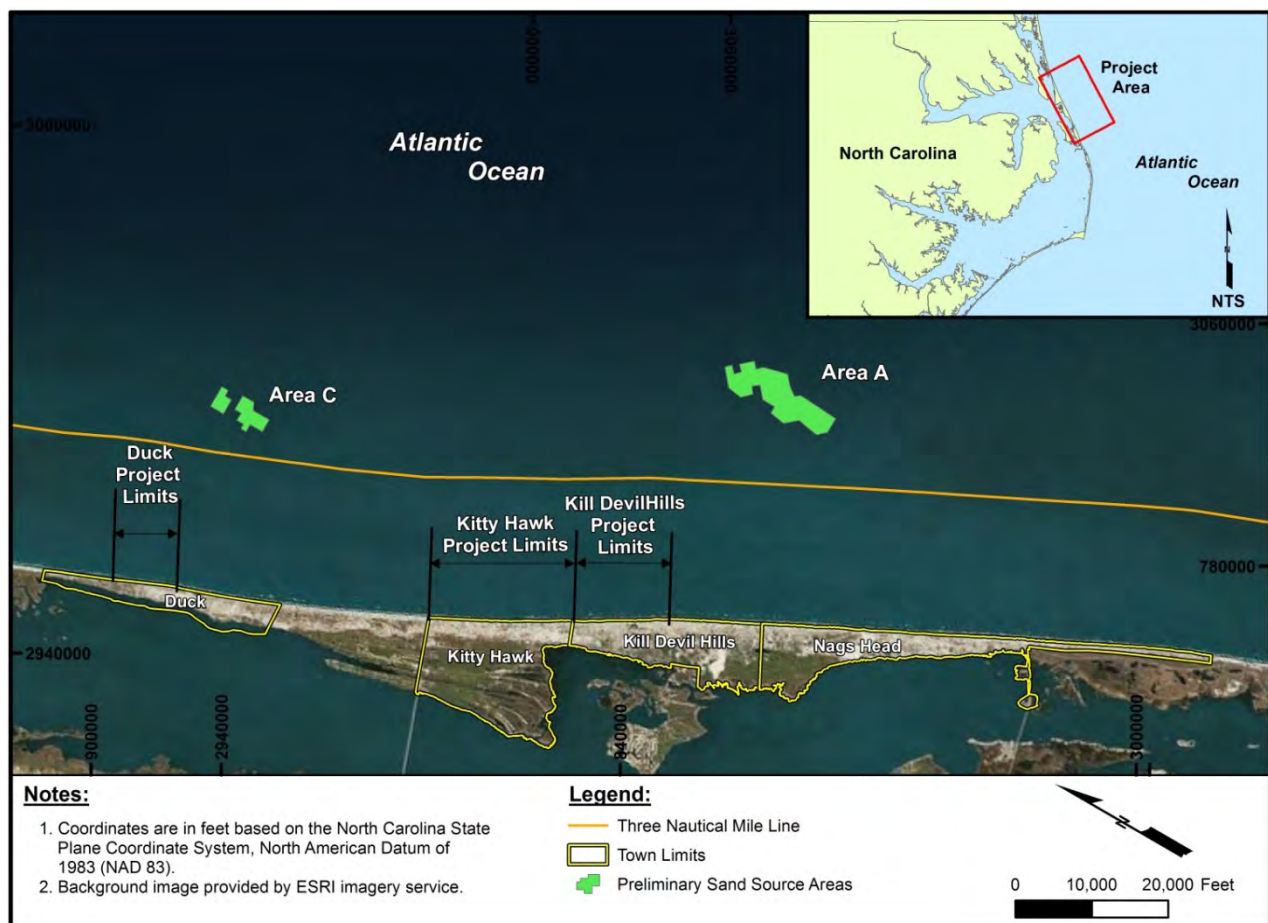 0000000
3060000
3000000
Atlantic
Ocean
North Carolina
Project
Area
Atlantic
Ocean
N
NTS
3060000
Area C
Area A
Duck
Project
Limits
Kitty Hawk
Project Limits
Kill DevilHills
Project
Limits
780000
Duck
Kitty Hawk
Kill Devil Hills
Nags Head
2940000
900000
2940000
840000
3000000
Notes:
1. Coordinates are in feet based on the North Carolina State
Plane Coordinate System, North American Datum of
1983 (NAD 83).
2. Background image provided by ESRI imagery service.
Legend:
Three Nautical Mile Line
Town Limits
Preliminary Sand Source Areas
N
0 10,000 20,000 Feet